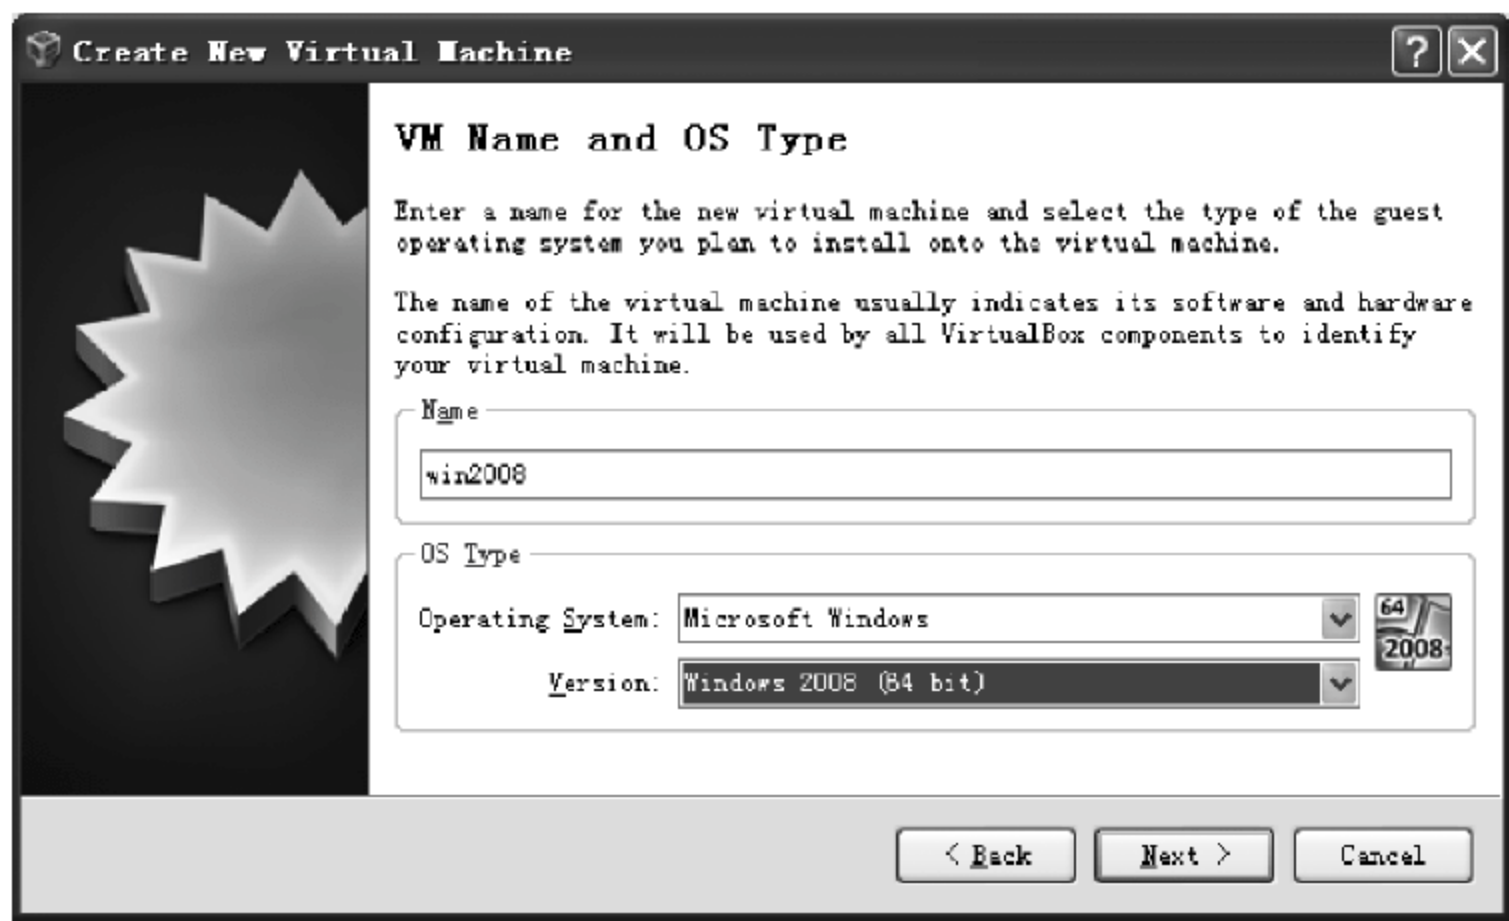 Create New Virtual Machine
VM Name and OS Type
Enter a name for the new virtual machine and select the type of the guest
operating system you plan to install onto the virtual machine.
The name of the virtual machine usually indicates its software and hardware
configuration. It will be used by all VirtualBox components to identify
your virtual machine.
Name
win2008
OS Type
Operating System: Microsoft Windows
64
2008
Version: Windows 2008 (64 bit)
< Back Next > Cancel